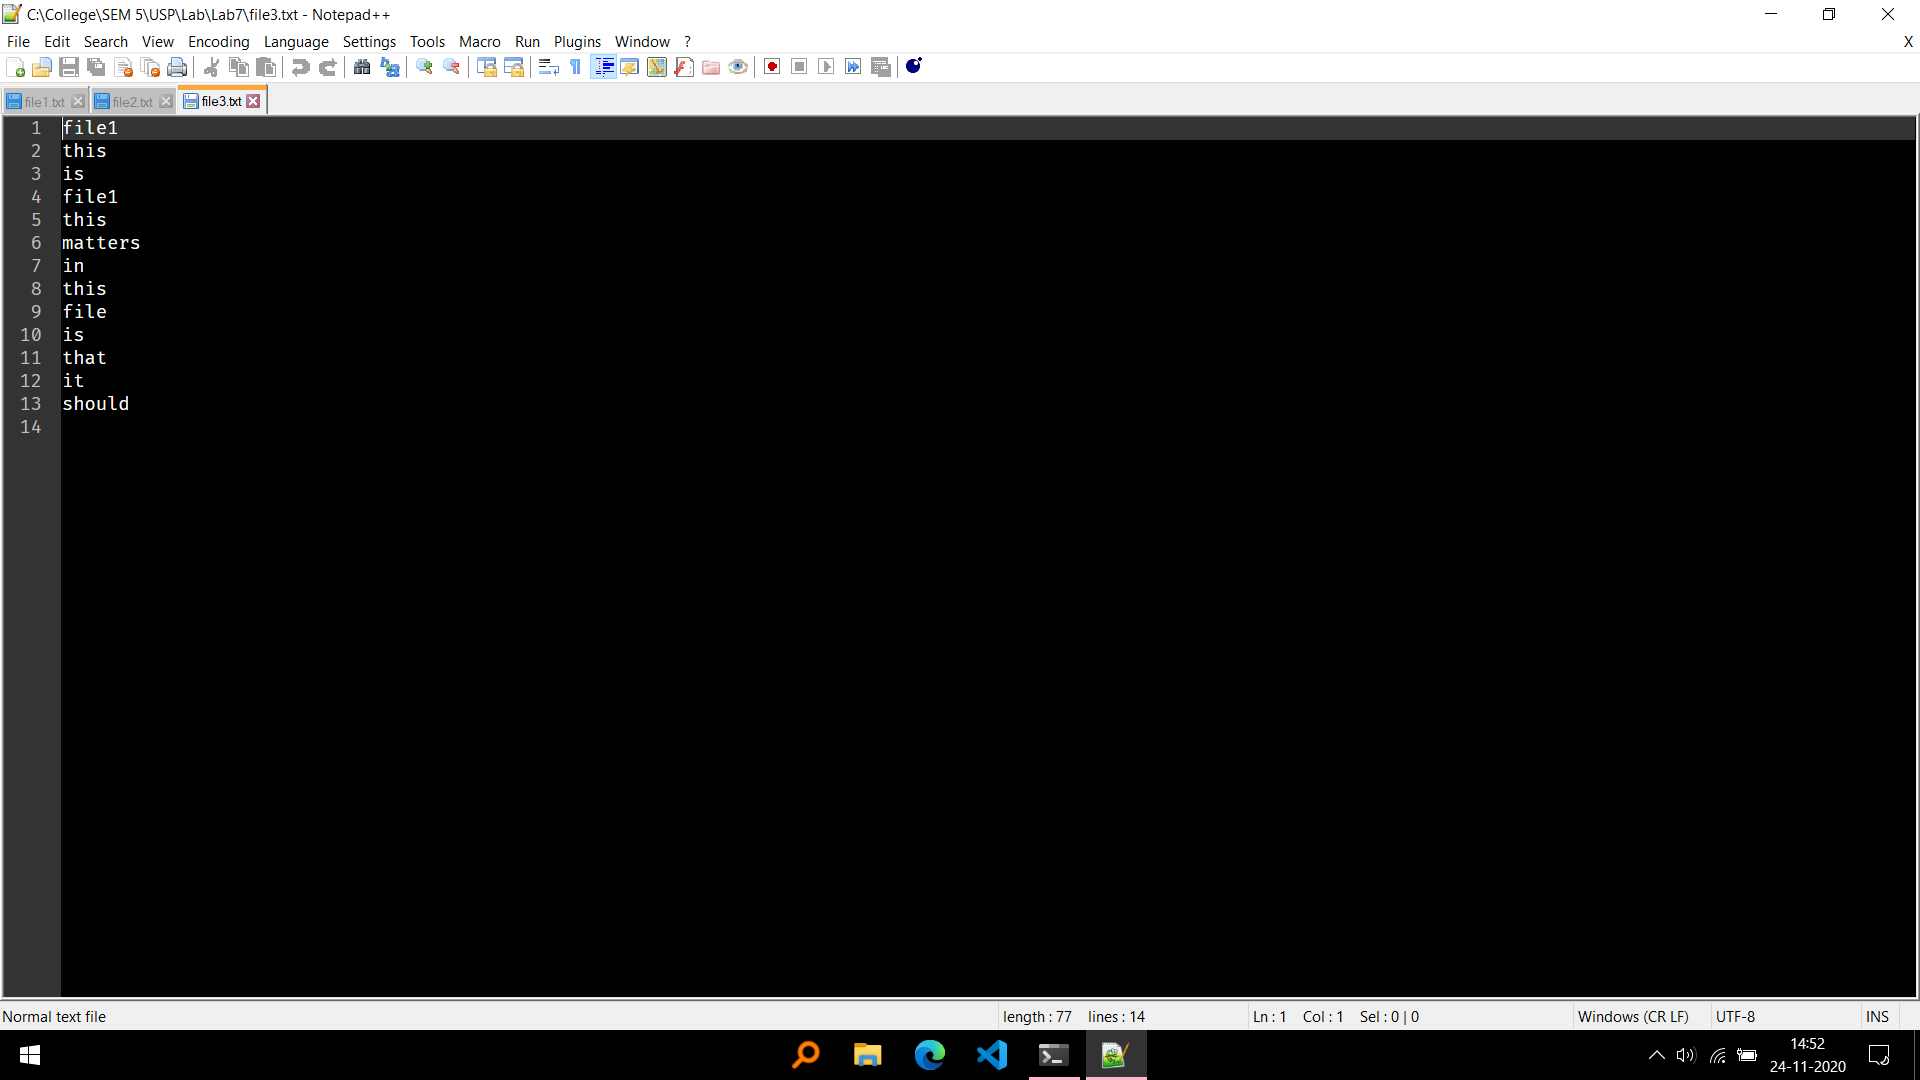 C:\College\SEM 5\USP\Lab\Lab7\file3.txt - Notepad++
File Edit Search View Encoding Language Settings Tools Macro Run Plugins Window ? X
file1.txt file2.txt file3.txt
1 file1
2 this
3 is
4 file1
5 this
6 matters
7 in
8 this
9 file
10 is
11 that
12 it
13 should
14
Normal text file length : 77 lines : 14 Ln : 1 Col : 1 Sel : 0 | 0 Windows (CR LF) UTF-8 INS
14:52
24-11-2020